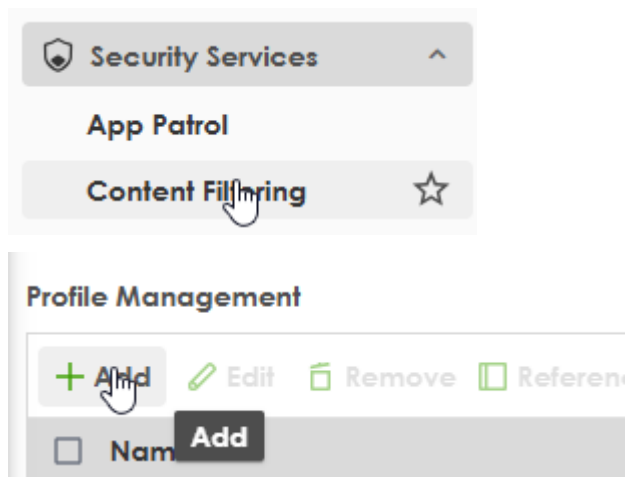 Security Services
App Patrol
Content Filtering
Profile Management
Add Edit Remove Referen
Add
Nam